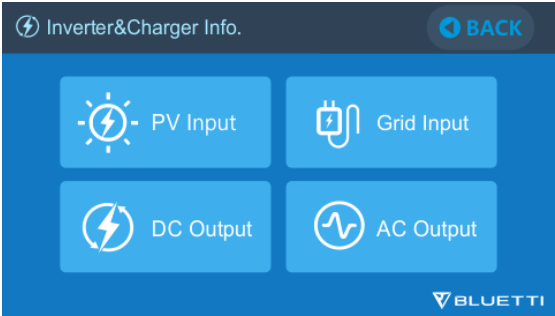 Inverter&Charger Info.
BACK
PV Input
Grid Input
DC Output
AC Output
BLUETTI